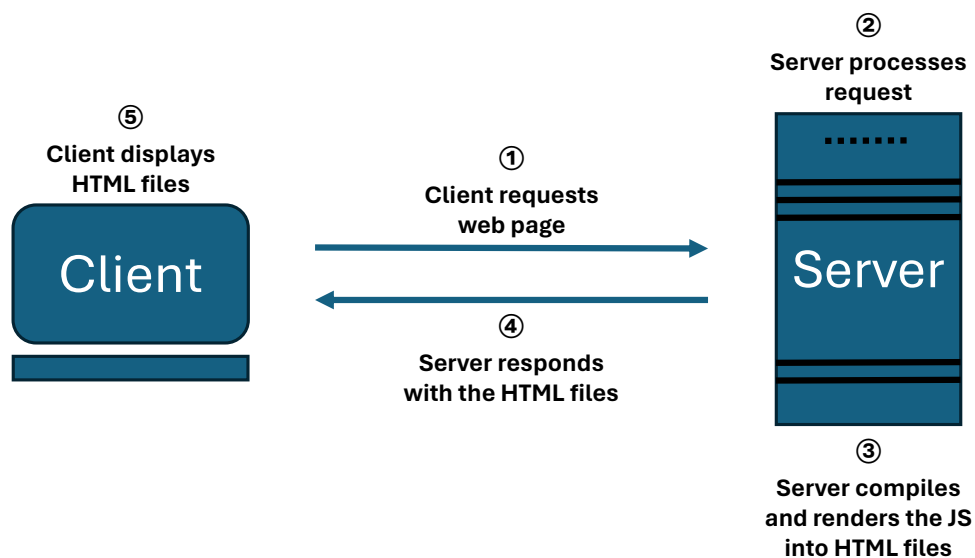 ②
Server processes
request
⑤
Client displays
HTML files
①
Client requests
web page
Client
Server
④
Server responds
with the HTML files
③
Server compiles
and renders the JS
into HTML files